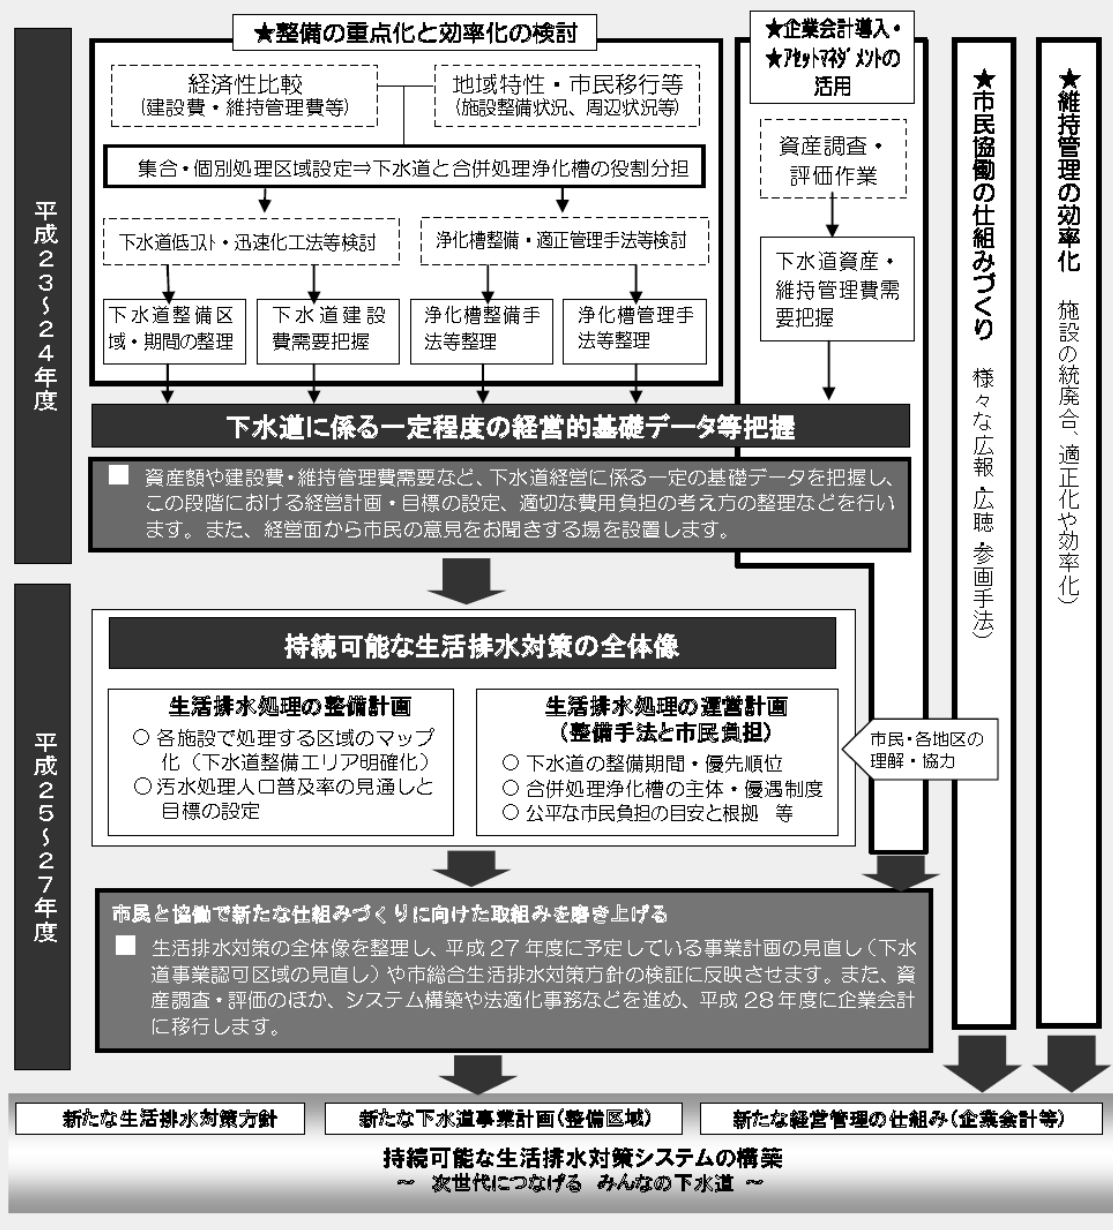 ★整備の重点化と効率化の検討
経済性比較
(建設費・維持管理費等)
地域特性・市民移行等
(施設整備状況、周辺状況等)
集合・個別処理区域設定⇒下水道と合併処理浄化槽の役割分担
下水道低コスト・迅速化工法等検討
浄化槽整備・適正管理手法等検討
下水道整備区
域・期間の整理
下水道建設
費需要把握
浄化槽整備手
法等整理
浄化槽管理手
法等整理
★企業会計導入・
★アセットマネジメントの
活用
資産調査・
評価作業
下水道資産・
維持管理費需
要把握
★市民協働の仕組みづくり 様々な広報・広聴・参画手法)
★維持管理の効率化 施設の統廃合、適正化や効率化)
平成23～24年度
下水道に係る一定程度の経営的基礎データ等把握
■ 資産額や建設費・維持管理費需要など、下水道経営に係る一定の基礎データを把握し、
この段階における経営計画・目標の設定、適切な費用負担の考え方の整理などを行い
ます。また、経営面から市民の意見をお聞きする場を設置します。
平成25～27年度
持続可能な生活排水対策の全体像
生活排水処理の整備計画
○ 各施設で処理する区域のマップ
化（下水道整備エリア明確化）
○ 汚水処理人口普及率の見通しと
目標の設定
生活排水処理の運営計画
(整備手法と市民負担)
○ 下水道の整備期間・優先順位
○ 合併処理浄化槽の主体・優遇制度
○ 公平な市民負担の目安と根拠 等
市民・各地区の
理解・協力
市民と協働で新たな仕組みづくりに向けた取組みを磨き上げる
■ 生活排水対策の全体像を整理し、平成27年度に予定している事業計画の見直し（下水
道事業認可区域の見直し）や市総合生活排水対策方針の検証に反映させます。また、資
産調査・評価のほか、システム構築や法適化事務などを進め、平成28年度に企業会計
に移行します。
新たな生活排水対策方針
新たな下水道事業計画(整備区域)
新たな経営管理の仕組み(企業会計等)
持続可能な生活排水対策システムの構築
～ 次世代につなげる みんなの下水道 ～